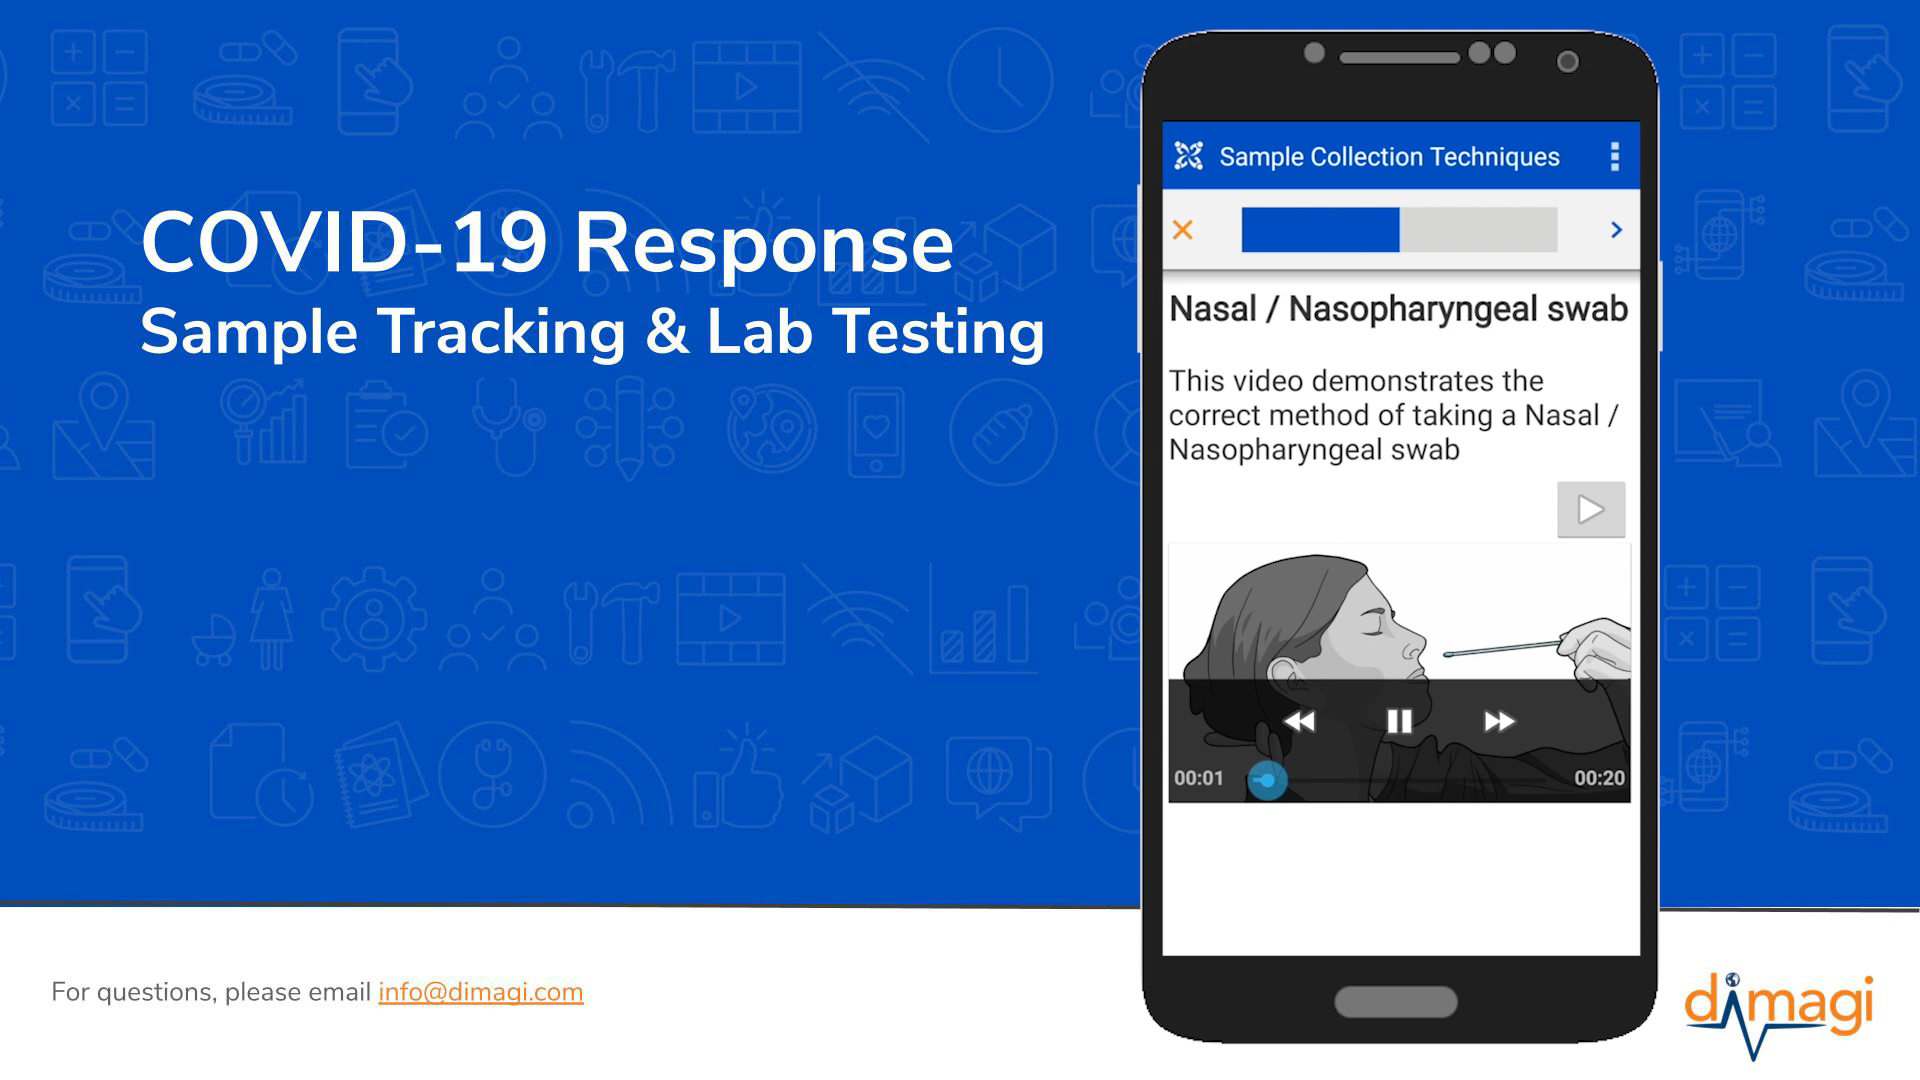 COVID-19 Response
Sample Tracking & Lab Testing
Sample Collection Techniques
Nasal / Nasopharyngeal swab
This video demonstrates the
correct method of taking a Nasal /
Nasopharyngeal swab
00:01
00:20
For questions, please email info@dimagi.com
dimagi